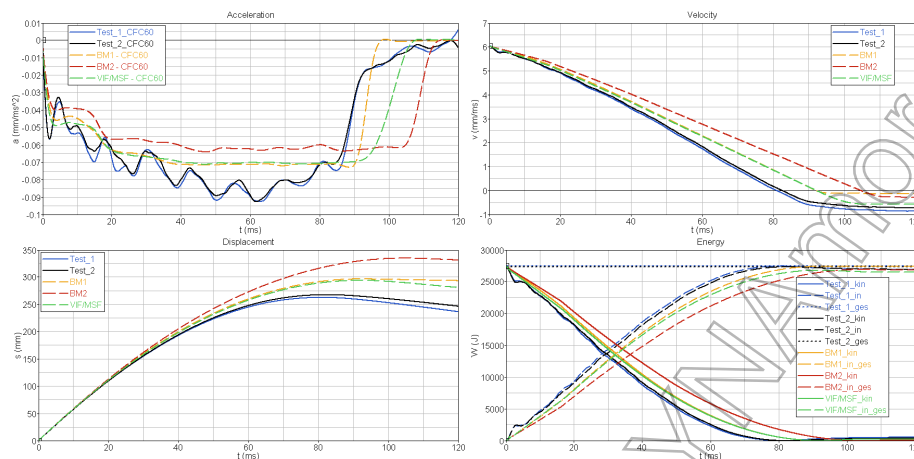 Acceleration
0.01
0
-0.01
-0.02
-0.03
-0.04
-0.05
-0.06
-0.07
-0.08
-0.09
-0.1
a (mm/ms^2)
Test_1_CFC60
Test_2_CFC60
BM1 - CFC60
BM2 - CFC60
VIF/MSF - CFC60
0 20 40 60 80 100 120
t (ms)
Velocity
7
6
5
4
3
2
1
0
-1
v (mm/ms)
Test_1
Test_2
BM1
BM2
VIF/MSF
0 20 40 60 80 100
t (ms)
Displacement
350
300
250
200
150
100
50
0
s (mm)
Test_1
Test_2
BM1
BM2
VIF/MSF
0 20 40 60 80 100 120
t (ms)
Energy
30000
25000
20000
15000
10000
5000
0
W (J)
Test_1_kin
Test_1_in
Test_1_ges
Test_2_kin
Test_2_in
Test_2_ges
BM1_kin
BM1_in_ges
BM2_kin
BM2_in_ges
VIF/MSF_kin
VIF/MSF_in_ges
0 20 40 60 80 100
t (ms)